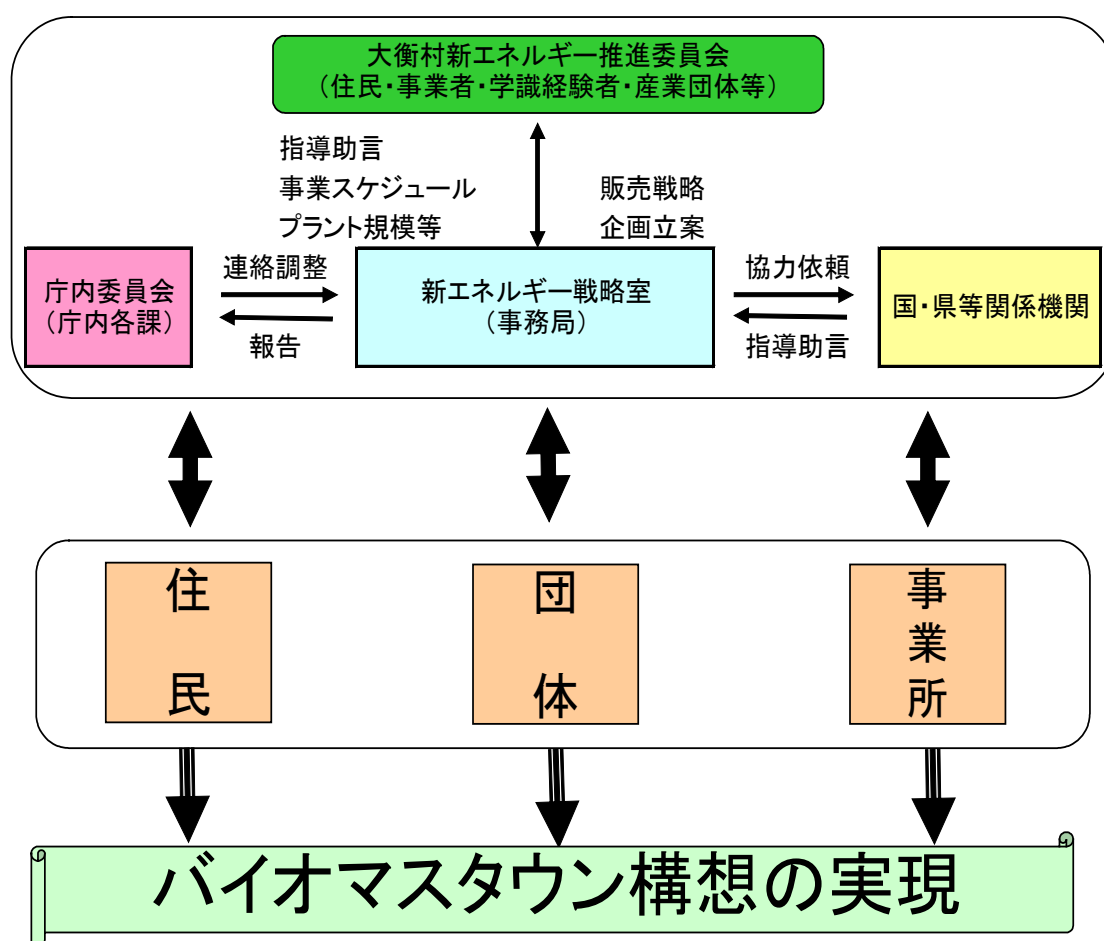 大衡村新エネルギー推進委員会
（住民・事業者・学識経験者・産業団体等）
指導助言
事業スケジュール
プラント規模等
販売戦略
企画立案
庁内委員会
（庁内各課）
連絡調整
報告
新エネルギー戦略室
（事務局）
協力依頼
指導助言
国・県等関係機関
住民
団体
事業所
バイオマスタウン構想の実現